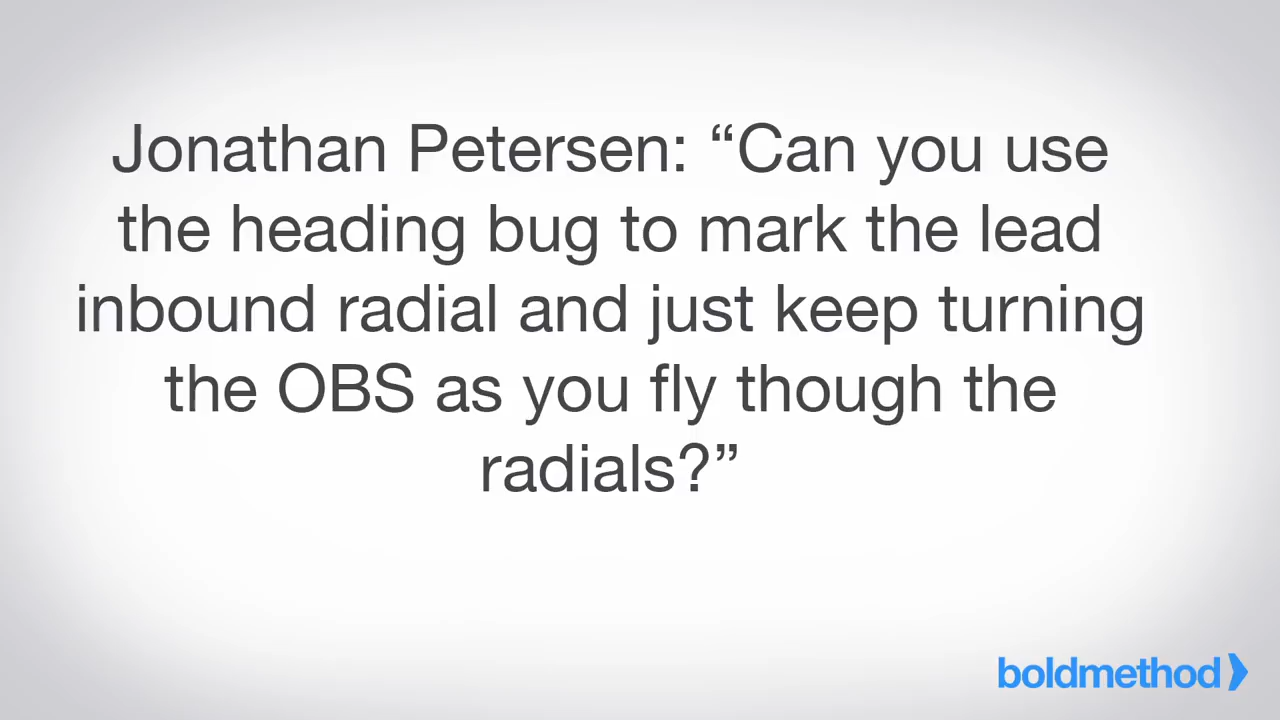 Jonathan Petersen: “Can you use
the heading bug to mark the lead
inbound radial and just keep turning
the OBS as you fly though the
radials?”
boldmethod